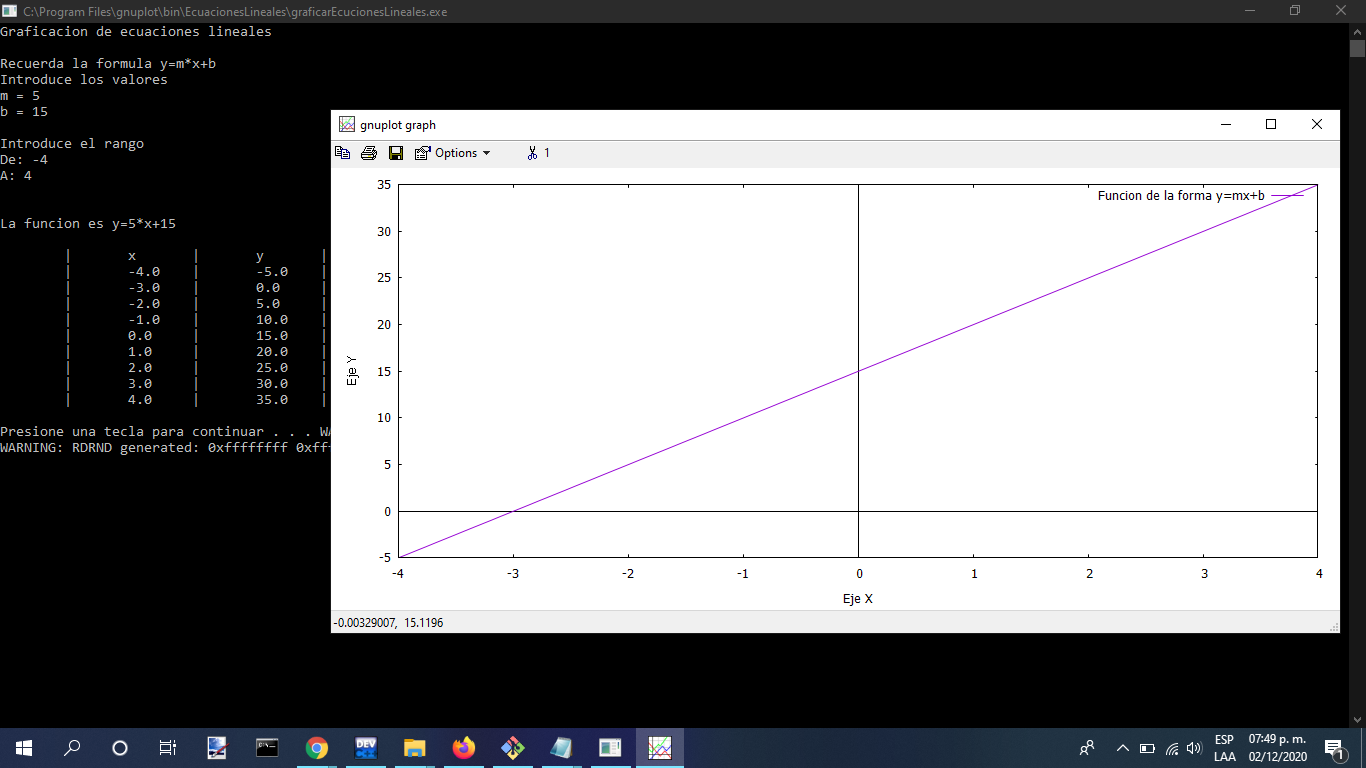 C:\Program Files\gnuplot\bin\EcuacionesLineales\graficarEcucionesLineales.exe
Graficacion de ecuaciones lineales
Recuerda la formula y=m*x+b
Introduce los valores
m = 5
b = 15
Introduce el rango
De: -4
A: 4
La funcion es y=5*x+15
| x | y |
| -4.0 | -5.0 |
| -3.0 | 0.0 |
| -2.0 | 5.0 |
| -1.0 | 10.0 |
| 0.0 | 15.0 |
| 1.0 | 20.0 |
| 2.0 | 25.0 |
| 3.0 | 30.0 |
| 4.0 | 35.0 |
Presione una tecla para continuar . . . WA
WARNING: RDRND generated: 0xffffffff 0xff
gnuplot graph
Options 1
Funcion de la forma y=mx+b
35
30
25
20
15
10
5
0
-5
Eje Y
-4 -3 -2 -1 0 1 2 3 4
Eje X
-0.00329007, 15.1196
DEV
ESP 07:49 p. m.
LAA 02/12/2020
1